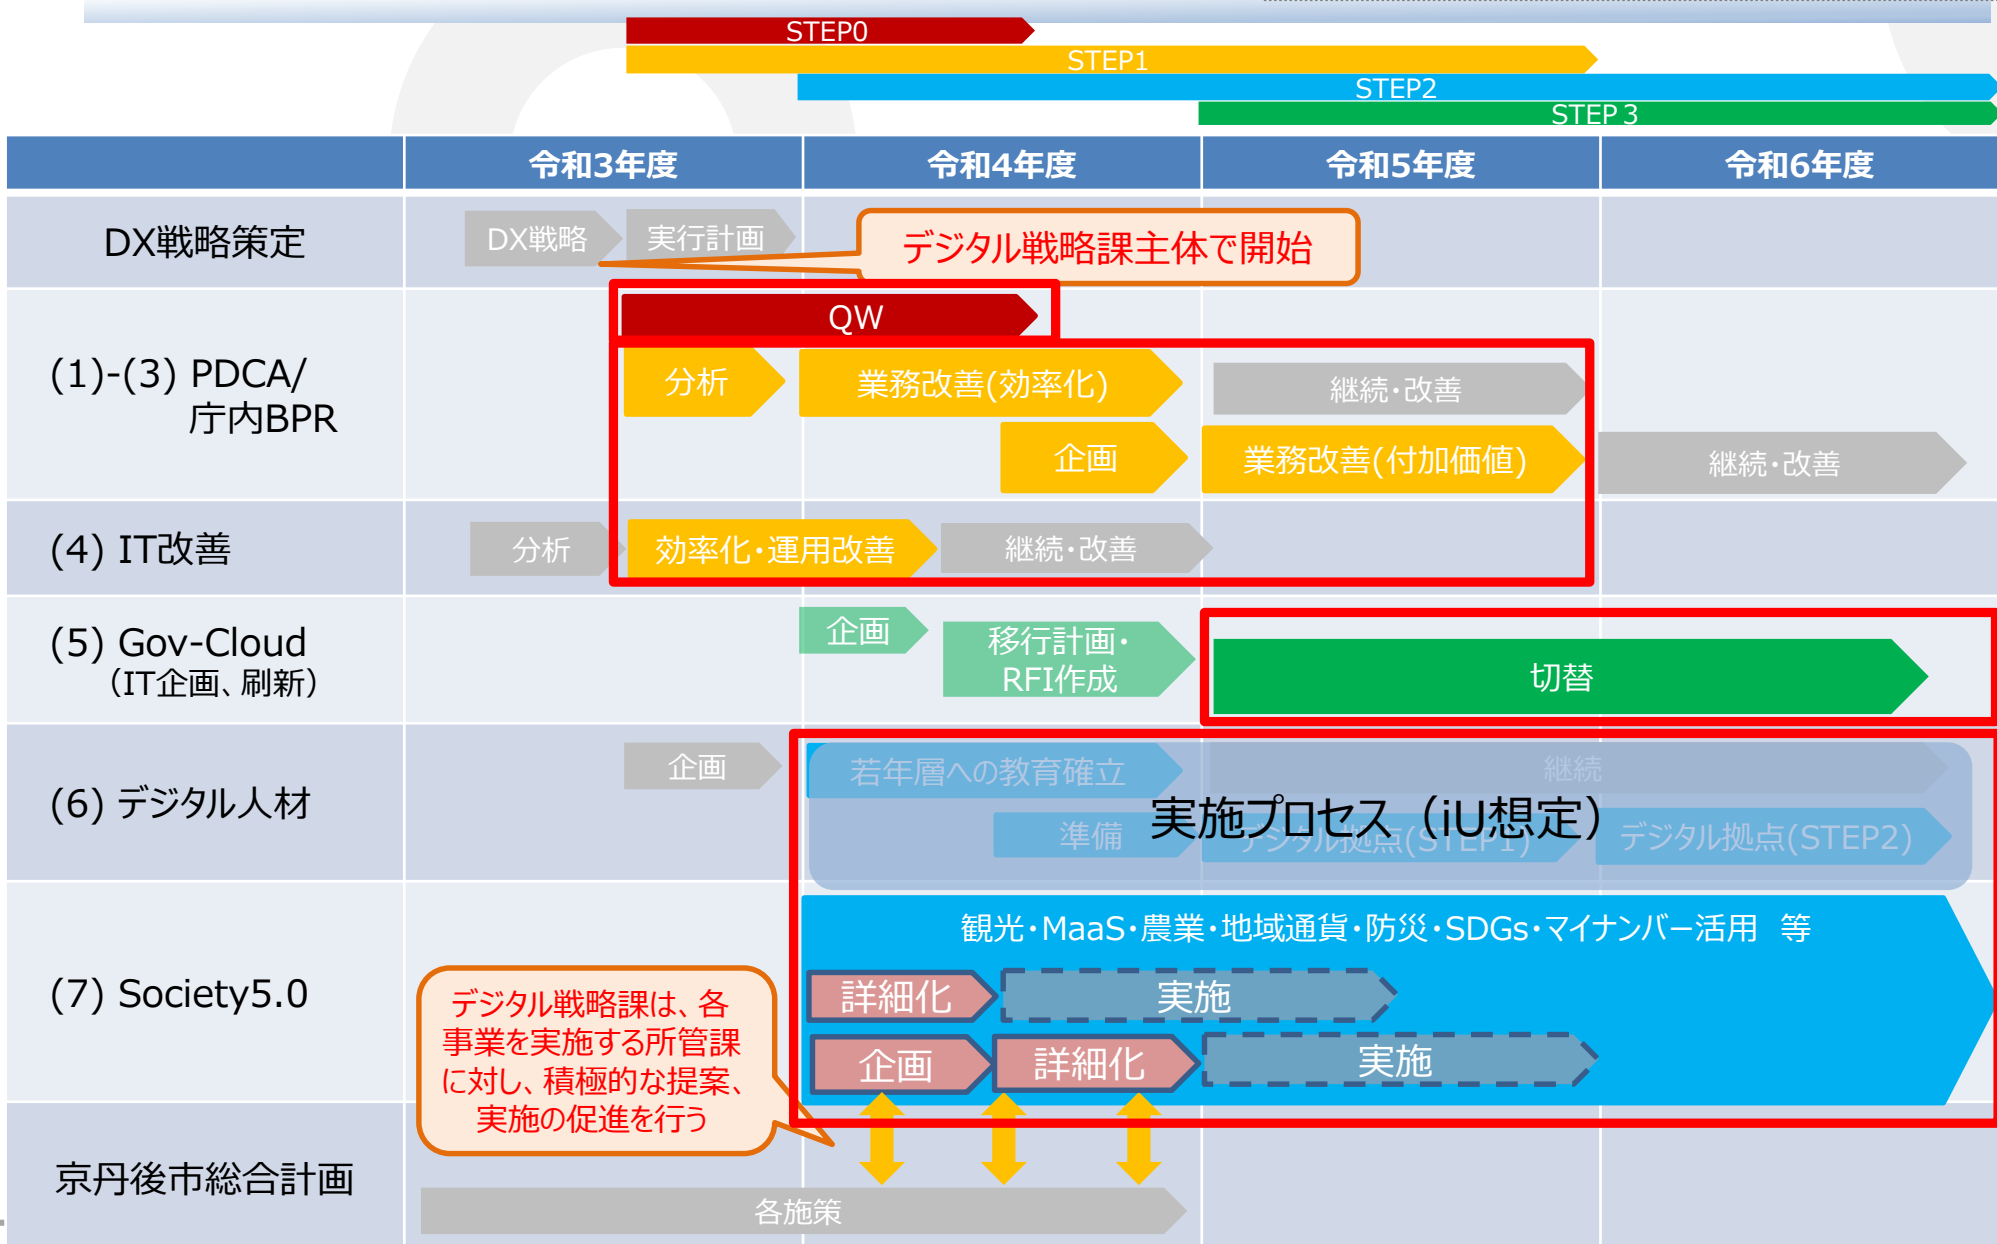 STEP0
STEP1
STEP2
STEP 3
令和3年度
令和4年度
令和5年度
令和6年度
DX戦略策定
DX戦略
実行計画
デジタル戦略課主体で開始
(1)-(3) PDCA/
庁内BPR
QW
分析
業務改善(効率化)
継続・改善
企画
業務改善(付加価値)
継続・改善
(4) IT改善
分析
効率化・運用改善
継続・改善
(5) Gov-Cloud
（IT企画、刷新）
企画
移行計画・
RFI作成
切替
(6) デジタル人材
企画
若年層への教育確立
継続
実施プロセス（iU想定）
準備
デジタル拠点(STEP1)
デジタル拠点(STEP2)
(7) Society5.0
観光・MaaS・農業・地域通貨・防災・SDGs・マイナンバー活用　等
詳細化
実施
企画
詳細化
実施
デジタル戦略課は、各
事業を実施する所管課
に対し、積極的な提案、
実施の促進を行う
京丹後市総合計画
各施策